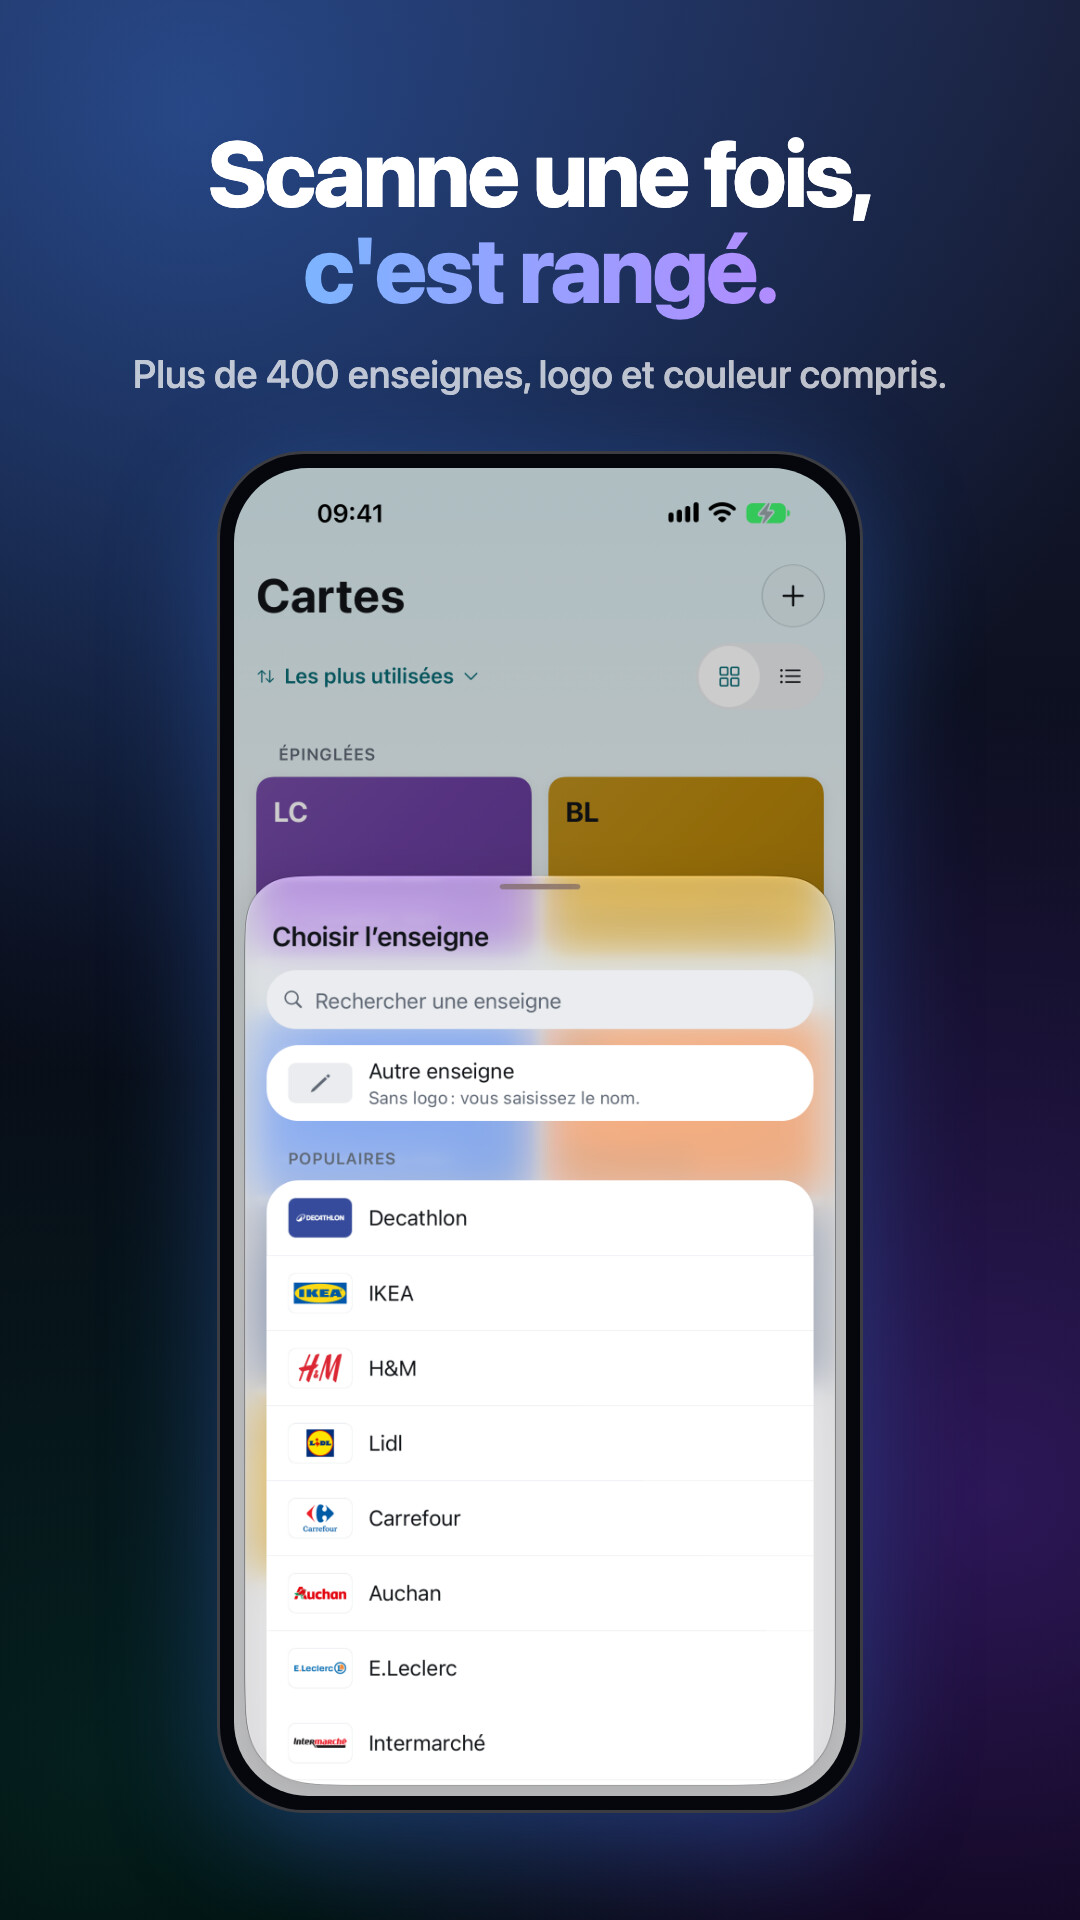 Scanne une fois,
c'est rangé.
Plus de 400 enseignes, logo et couleur compris.
09:41
Cartes
Les plus utilisées
ÉPINGLÉES
LC
BL
Choisir l’enseigne
Rechercher une enseigne
Autre enseigne
Sans logo : vous saisissez le nom.
POPULAIRES
DECATHLON
Decathlon
IKEA
IKEA
H&M
H&M
LIDL
Lidl
Carrefour
Carrefour
Auchan
Auchan
E.Leclerc
E.Leclerc
Intermarché
Intermarché